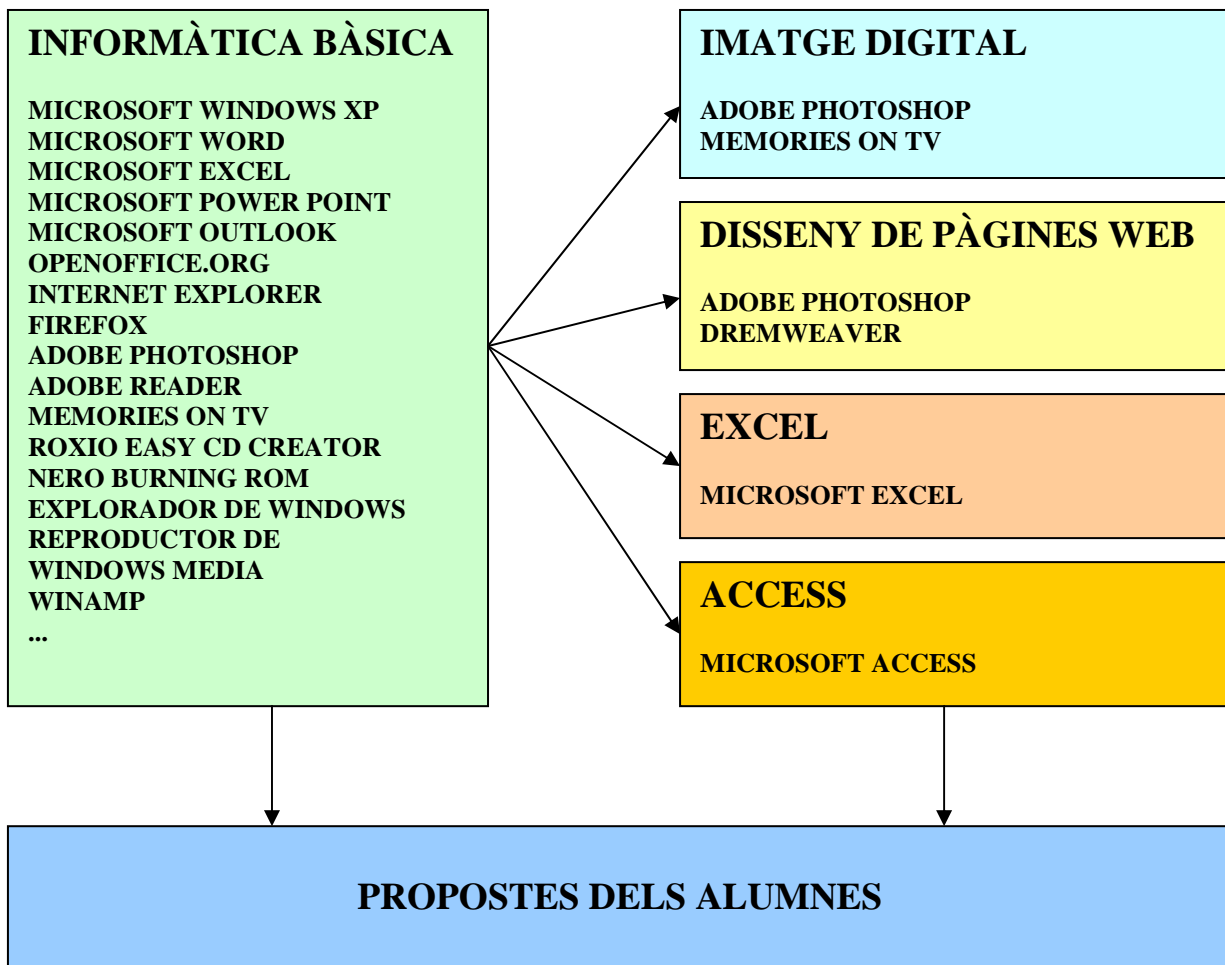 INFORMÀTICA BÀSICA
MICROSOFT WINDOWS XP
MICROSOFT WORD
MICROSOFT EXCEL
MICROSOFT POWER POINT
MICROSOFT OUTLOOK
OPENOFFICE.ORG
INTERNET EXPLORER
FIREFOX
ADOBE PHOTOSHOP
ADOBE READER
MEMORIES ON TV
ROXIO EASY CD CREATOR
NERO BURNING ROM
EXPLORADOR DE WINDOWS
REPRODUCTOR DE
WINDOWS MEDIA
WINAMP
...
IMATGE DIGITAL
ADOBE PHOTOSHOP
MEMORIES ON TV
DISSENY DE PÀGINES WEB
ADOBE PHOTOSHOP
DREMWEAVER
EXCEL
MICROSOFT EXCEL
ACCESS
MICROSOFT ACCESS
PROPOSTES DELS ALUMNES